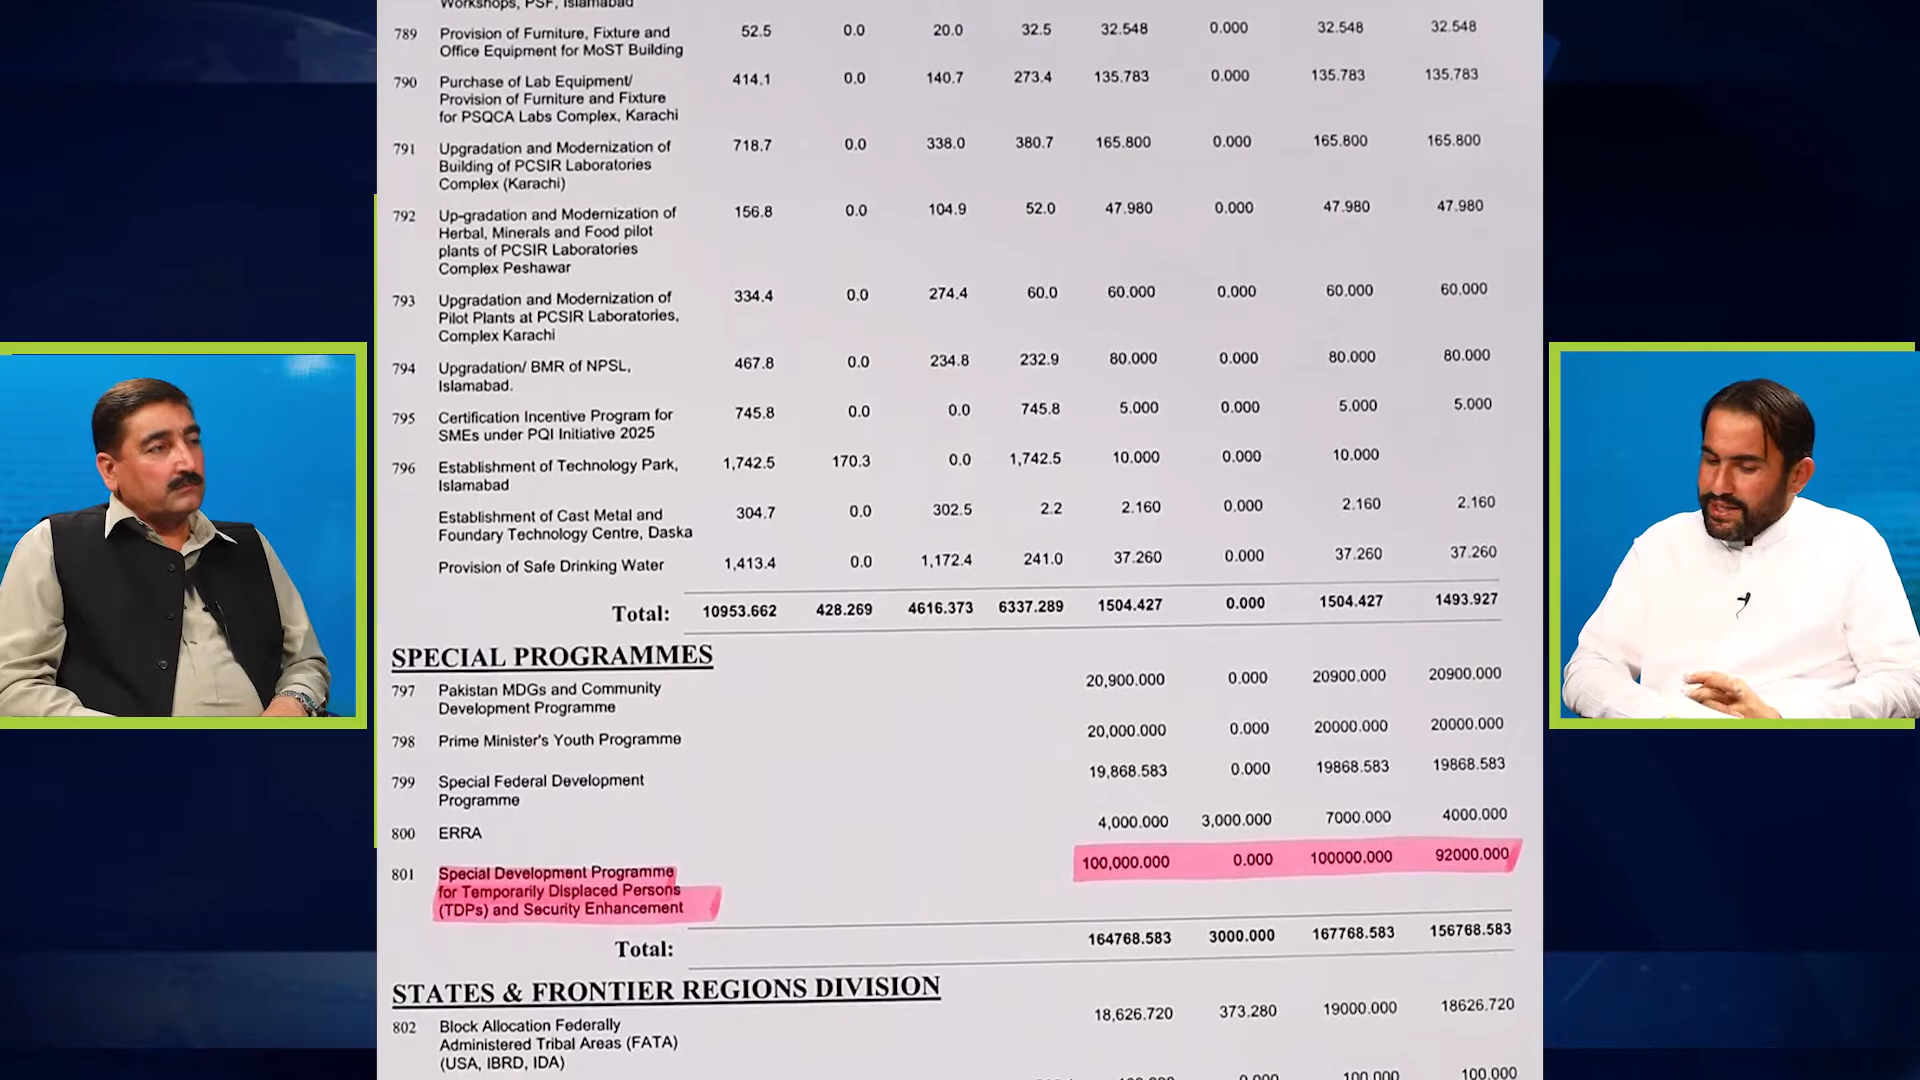 Workshops, PSF, Islamabad
789 Provision of Furniture, Fixture and 52.5 0.0 20.0 32.5 32.548 0.000 32.548 32.548
Office Equipment for MoST Building
790 Purchase of Lab Equipment/ 414.1 0.0 140.7 273.4 135.783 0.000 135.783 135.783
Provision of Furniture and Fixture
for PSQCA Labs Complex, Karachi
791 Upgradation and Modernization of 718.7 0.0 338.0 380.7 165.800 0.000 165.800 165.800
Building of PCSIR Laboratories
Complex (Karachi)
792 Up-gradation and Modernization of 156.8 0.0 104.9 52.0 47.980 0.000 47.980 47.980
Herbal, Minerals and Food pilot
plants of PCSIR Laboratories
Complex Peshawar
793 Upgradation and Modernization of 334.4 0.0 274.4 60.0 60.000 0.000 60.000 60.000
Pilot Plants at PCSIR Laboratories,
Complex Karachi
794 Upgradation/ BMR of NPSL, 467.8 0.0 234.8 232.9 80.000 0.000 80.000 80.000
Islamabad.
795 Certification Incentive Program for 745.8 0.0 0.0 745.8 5.000 0.000 5.000 5.000
SMEs under PQI Initiative 2025
796 Establishment of Technology Park, 1,742.5 170.3 0.0 1,742.5 10.000 0.000 10.000
Islamabad
Establishment of Cast Metal and 304.7 0.0 302.5 2.2 2.160 0.000 2.160 2.160
Foundary Technology Centre, Daska
Provision of Safe Drinking Water 1,413.4 0.0 1,172.4 241.0 37.260 0.000 37.260 37.260
Total: 10953.662 428.269 4616.373 6337.289 1504.427 0.000 1504.427 1493.927
SPECIAL PROGRAMMES
797 Pakistan MDGs and Community 20,900.000 0.000 20900.000 20900.000
Development Programme
798 Prime Minister's Youth Programme 20,000.000 0.000 20000.000 20000.000
799 Special Federal Development 19,868.583 0.000 19868.583 19868.583
Programme
800 ERRA 4,000.000 3,000.000 7000.000 4000.000
801 Special Development Programme 100,000.000 0.000 100000.000 92000.000
for Temporarily Displaced Persons
(TDPs) and Security Enhancement
Total: 164768.583 3000.000 167768.583 156768.583
STATES & FRONTIER REGIONS DIVISION
802 Block Allocation Federally 18,626.720 373.280 19000.000 18626.720
Administered Tribal Areas (FATA)
(USA, IBRD, IDA)
0.000 100.000 100.000